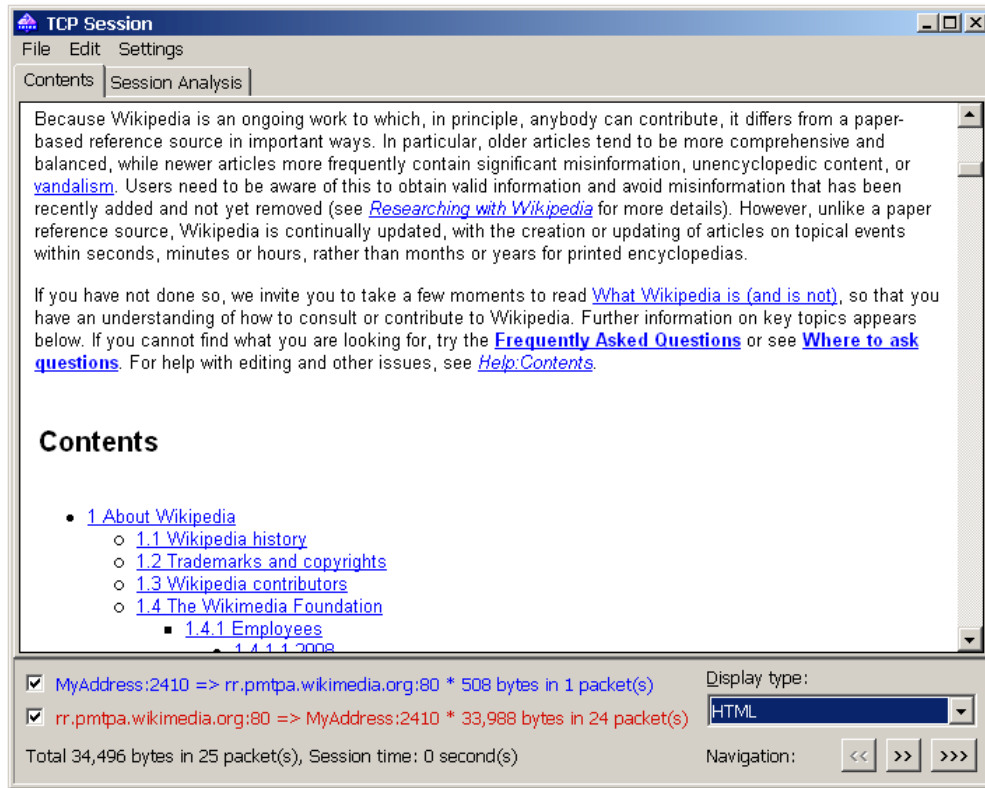 TCP Session
File Edit Settings
Contents Session Analysis
Because Wikipedia is an ongoing work to which, in principle, anybody can contribute, it differs from a paper-
based reference source in important ways. In particular, older articles tend to be more comprehensive and
balanced, while newer articles more frequently contain significant misinformation, unencyclopedic content, or
vandalism. Users need to be aware of this to obtain valid information and avoid misinformation that has been
recently added and not yet removed (see Researching with Wikipedia for more details). However, unlike a paper
reference source, Wikipedia is continually updated, with the creation or updating of articles on topical events
within seconds, minutes or hours, rather than months or years for printed encyclopedias.
If you have not done so, we invite you to take a few moments to read What Wikipedia is (and is not), so that you
have an understanding of how to consult or contribute to Wikipedia. Further information on key topics appears
below. If you cannot find what you are looking for, try the Frequently Asked Questions or see Where to ask
questions. For help with editing and other issues, see Help:Contents.
Contents
• 1 About Wikipedia
o 1.1 Wikipedia history
o 1.2 Trademarks and copyrights
o 1.3 Wikipedia contributors
o 1.4 The Wikimedia Foundation
▪ 1.4.1 Employees
• 1.4.1.1 2008
MyAddress:2410 => rr.pmtpa.wikimedia.org:80 * 508 bytes in 1 packet(s)
rr.pmtpa.wikimedia.org:80 => MyAddress:2410 * 33,988 bytes in 24 packet(s)
Total 34,496 bytes in 25 packet(s), Session time: 0 second(s)
Display type:
HTML
Navigation: << >> >>>